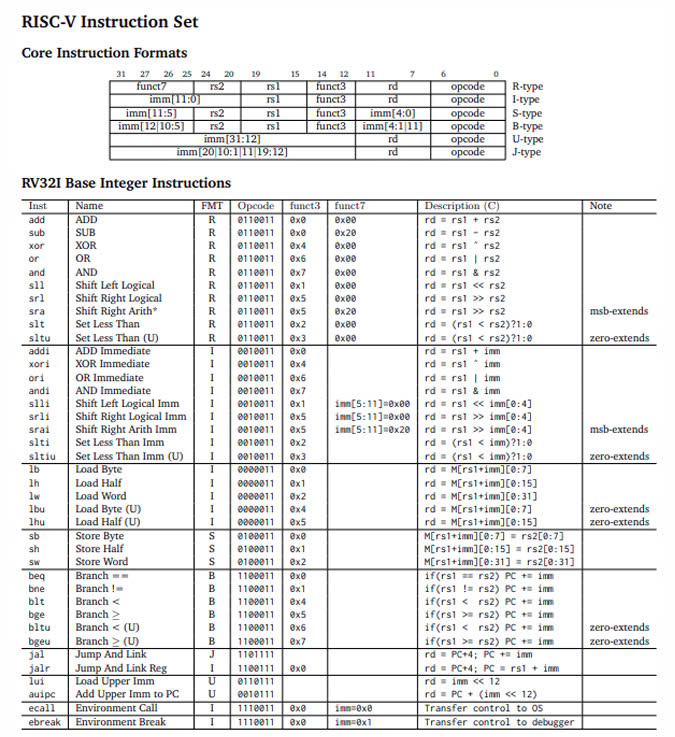 RISC-V Instruction Set
Core Instruction Formats
31 27 26 25 24 20 19 15 14 12 11 7 6 0
funct7 rs2 rs1 funct3 rd opcode R-type
imm[11:0] rs1 funct3 rd opcode I-type
imm[11:5] rs2 rs1 funct3 imm[4:0] opcode S-type
imm[12|10:5] rs2 rs1 funct3 imm[4:1|11] opcode B-type
imm[31:12] rd opcode U-type
imm[20|10:1|11|19:12] rd opcode J-type
RV32I Base Integer Instructions
Inst Name FMT Opcode funct3 funct7 Description (C) Note
add ADD R 0110011 0x0 0x00 rd = rs1 + rs2
sub SUB R 0110011 0x0 0x20 rd = rs1 - rs2
xor XOR R 0110011 0x4 0x00 rd = rs1 ^ rs2
or OR R 0110011 0x6 0x00 rd = rs1 | rs2
and AND R 0110011 0x7 0x00 rd = rs1 & rs2
sll Shift Left Logical R 0110011 0x1 0x00 rd = rs1 << rs2
srl Shift Right Logical R 0110011 0x5 0x00 rd = rs1 >> rs2
sra Shift Right Arith* R 0110011 0x5 0x20 rd = rs1 >> rs2 msb-extends
slt Set Less Than R 0110011 0x2 0x00 rd = (rs1 < rs2)?1:0
sltu Set Less Than (U) R 0110011 0x3 0x00 rd = (rs1 < rs2)?1:0 zero-extends
addi ADD Immediate I 0010011 0x0 rd = rs1 + imm
xori XOR Immediate I 0010011 0x4 rd = rs1 ^ imm
ori OR Immediate I 0010011 0x6 rd = rs1 | imm
andi AND Immediate I 0010011 0x7 rd = rs1 & imm
slli Shift Left Logical Imm I 0010011 0x1 imm[5:11]=0x00 rd = rs1 << imm[0:4]
srli Shift Right Logical Imm I 0010011 0x5 imm[5:11]=0x00 rd = rs1 >> imm[0:4]
srai Shift Right Arith Imm I 0010011 0x5 imm[5:11]=0x20 rd = rs1 >> imm[0:4] msb-extends
slti Set Less Than Imm I 0010011 0x2 rd = (rs1 < imm)?1:0
sltiu Set Less Than Imm (U) I 0010011 0x3 rd = (rs1 < imm)?1:0 zero-extends
lb Load Byte I 0000011 0x0 rd = M[rs1+imm][0:7]
lh Load Half I 0000011 0x1 rd = M[rs1+imm][0:15]
lw Load Word I 0000011 0x2 rd = M[rs1+imm][0:31]
lbu Load Byte (U) I 0000011 0x4 rd = M[rs1+imm][0:7] zero-extends
lhu Load Half (U) I 0000011 0x5 rd = M[rs1+imm][0:15] zero-extends
sb Store Byte S 0100011 0x0 M[rs1+imm][0:7] = rs2[0:7]
sh Store Half S 0100011 0x1 M[rs1+imm][0:15] = rs2[0:15]
sw Store Word S 0100011 0x2 M[rs1+imm][0:31] = rs2[0:31]
beq Branch == B 1100011 0x0 if(rs1 == rs2) PC += imm
bne Branch != B 1100011 0x1 if(rs1 != rs2) PC += imm
blt Branch < B 1100011 0x4 if(rs1 < rs2) PC += imm
bge Branch ≥ B 1100011 0x5 if(rs1 >= rs2) PC += imm
bltu Branch < (U) B 1100011 0x6 if(rs1 < rs2) PC += imm zero-extends
bgeu Branch ≥ (U) B 1100011 0x7 if(rs1 >= rs2) PC += imm zero-extends
jal Jump And Link J 1101111 rd = PC+4; PC += imm
jalr Jump And Link Reg I 1100111 0x0 rd = PC+4; PC = rs1 + imm
lui Load Upper Imm U 0110111 rd = imm << 12
auipc Add Upper Imm to PC U 0010111 rd = PC + (imm << 12)
ecall Environment Call I 1110011 0x0 imm=0x0 Transfer control to OS
ebreak Environment Break I 1110011 0x0 imm=0x1 Transfer control to debugger